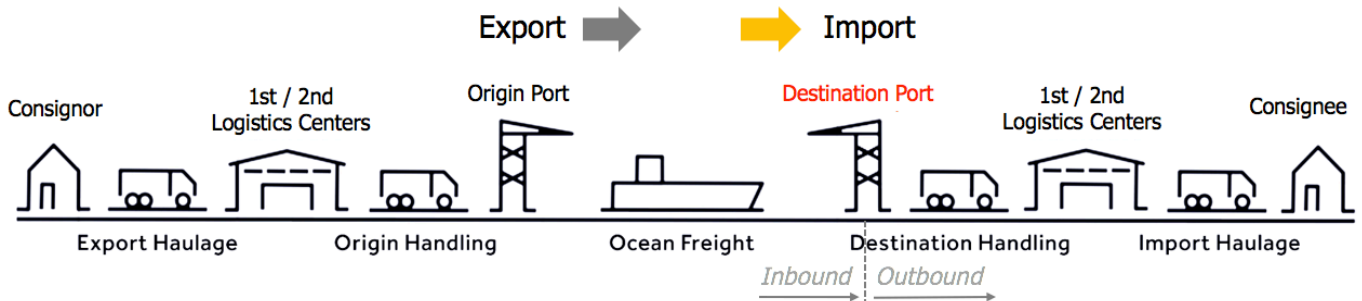 Export
Import
Consignor
1st / 2nd
Logistics Centers
Origin Port
Destination Port
1st / 2nd
Logistics Centers
Consignee
Export Haulage
Origin Handling
Ocean Freight
Destination Handling
Import Haulage
Inbound
Outbound